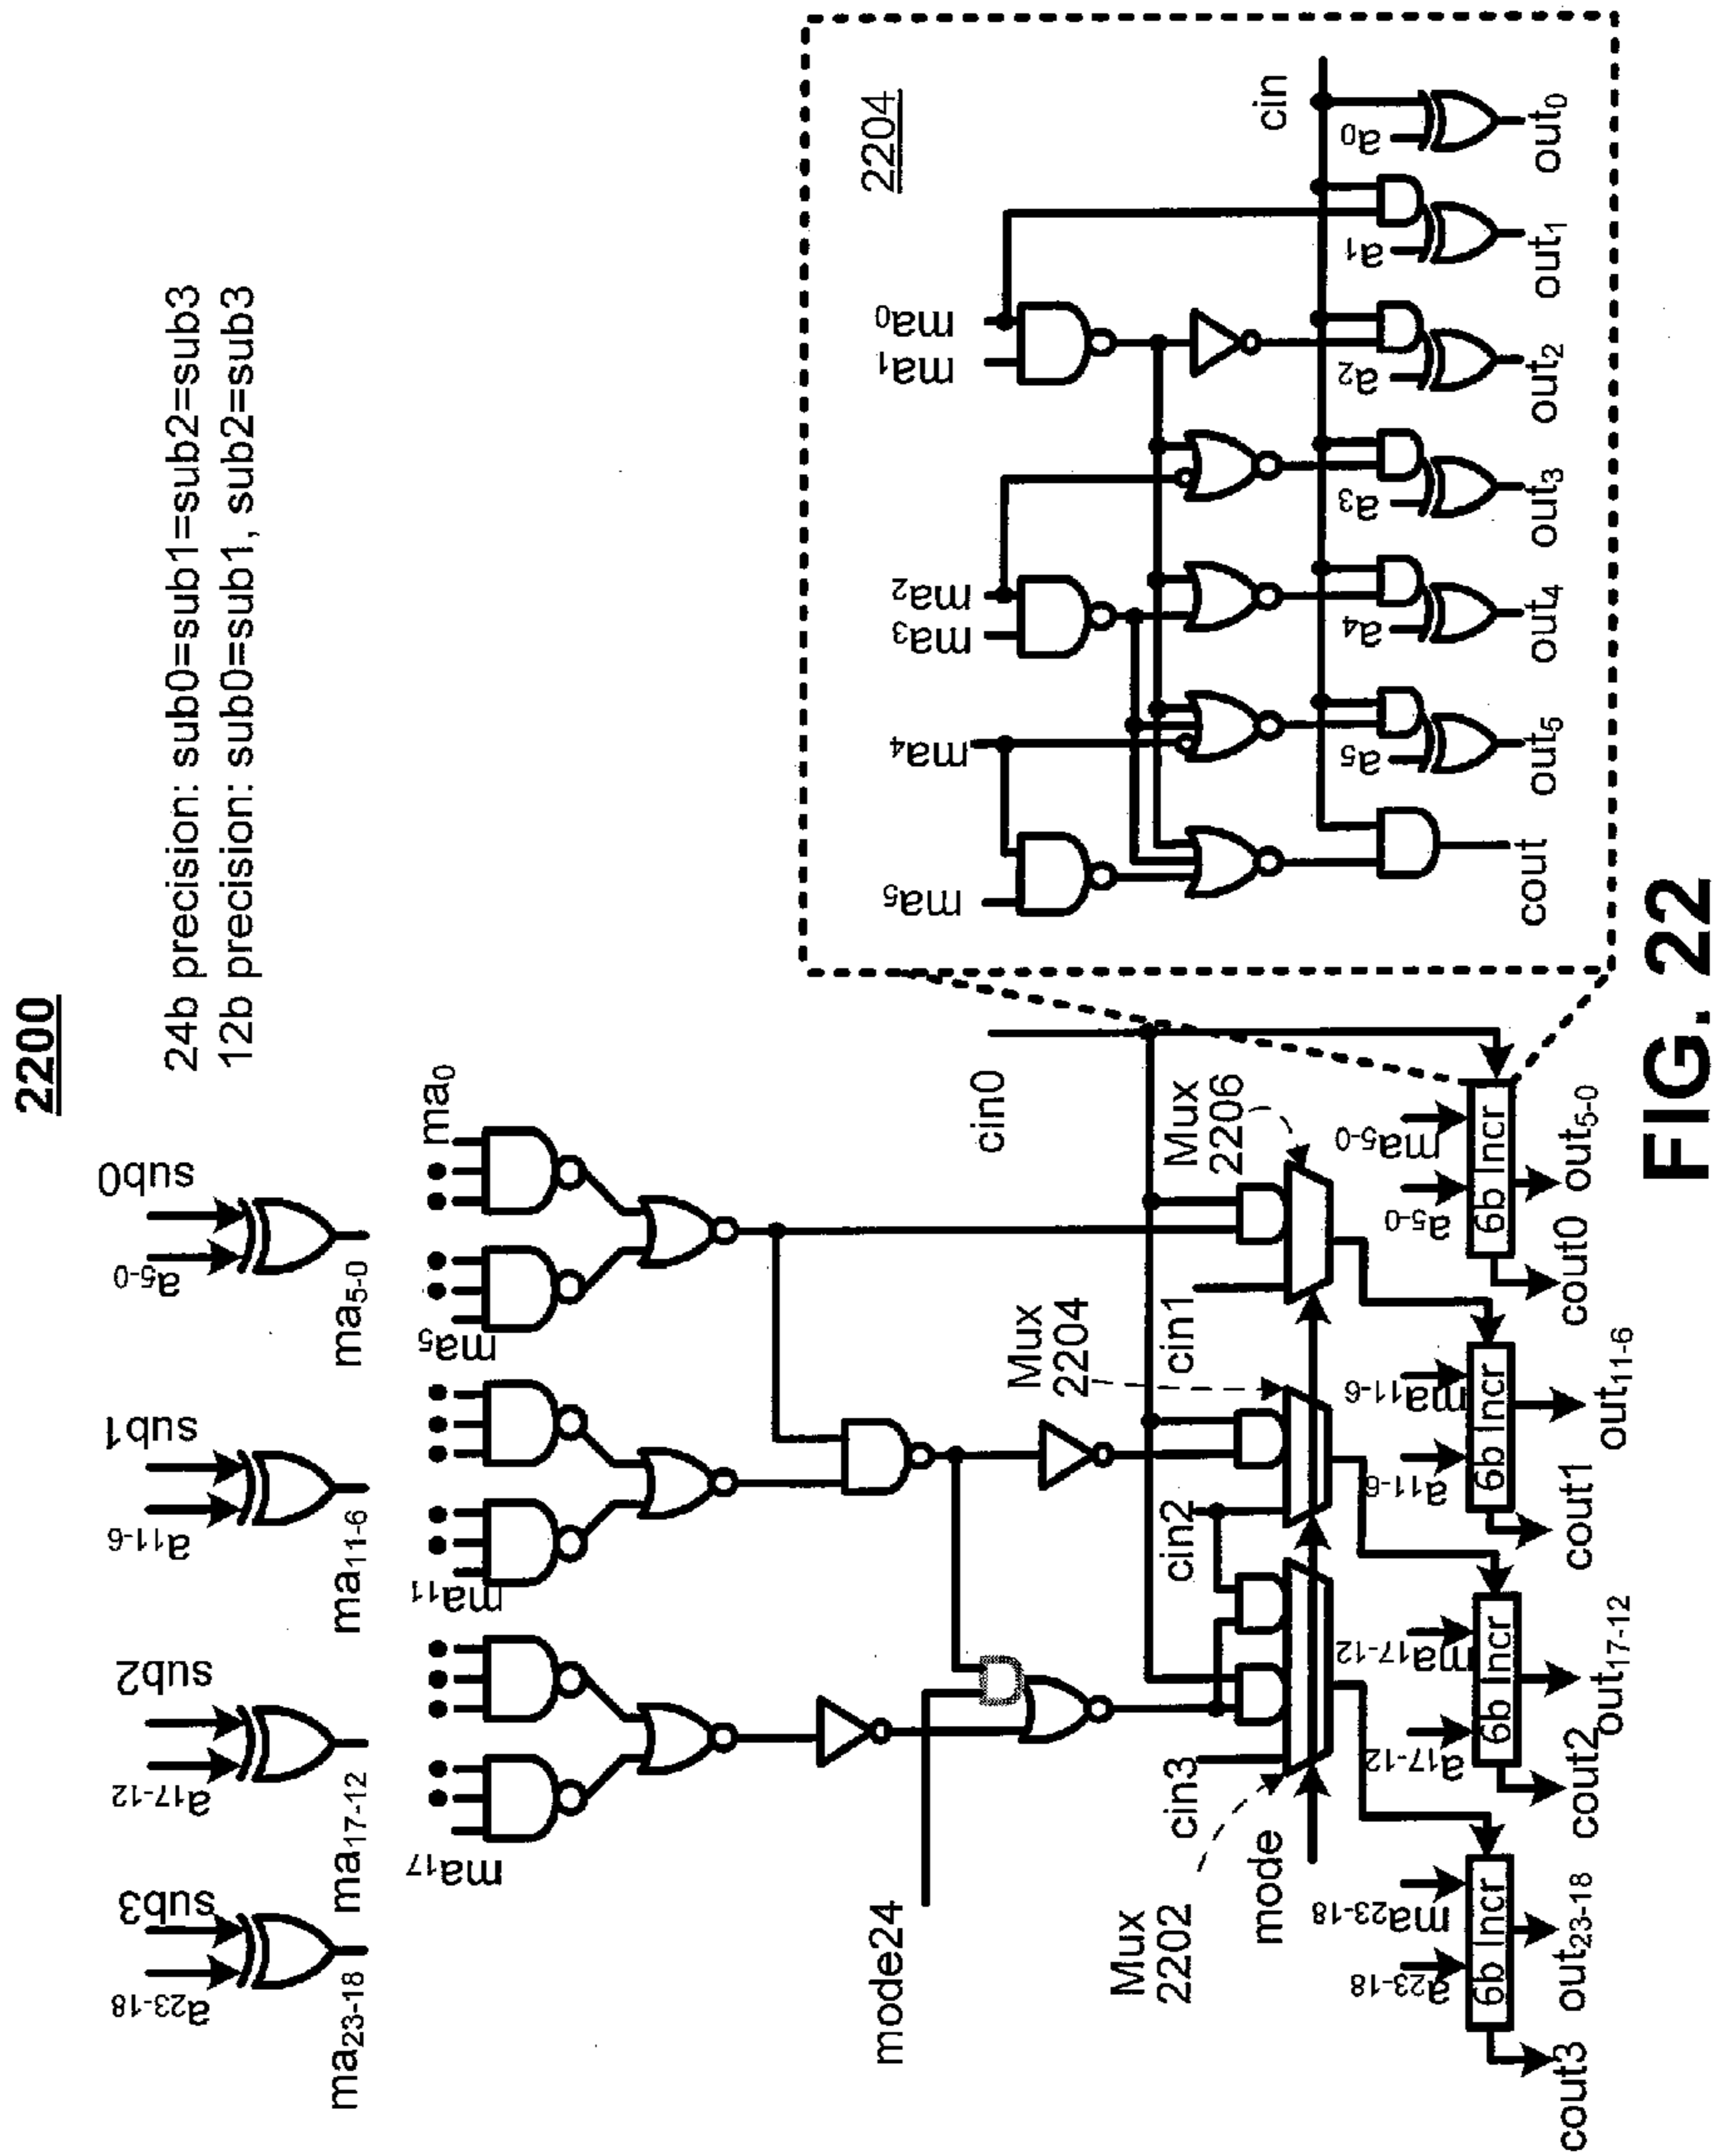 2200
24b precision: sub0=sub1=sub2=sub3
12b precision: sub0=sub1, sub2=sub3
sub3
sub2
sub1
sub0
a23-18
a17-12
a11-6
a5-0
ma23-18
ma17-12
ma11-6
ma5-0
ma17
ma11
ma5
ma0
mode24
cin0
Mux 2202
Mux 2204
Mux 2206
cin3
cin2
cin1
mode
a23-18
ma23-18
a17-12
ma17-12
a11-6
ma11-6
a5-0
ma5-0
6b Incr
6b Incr
6b Incr
6b Incr
cout3
out23-18
cout2
out17-12
cout1
out11-6
cout0
out5-0
2204
ma5
ma4
ma3
ma2
ma1
ma0
cin
a5
a4
a3
a2
a1
a0
cout
out5
out4
out3
out2
out1
out0
FIG. 22